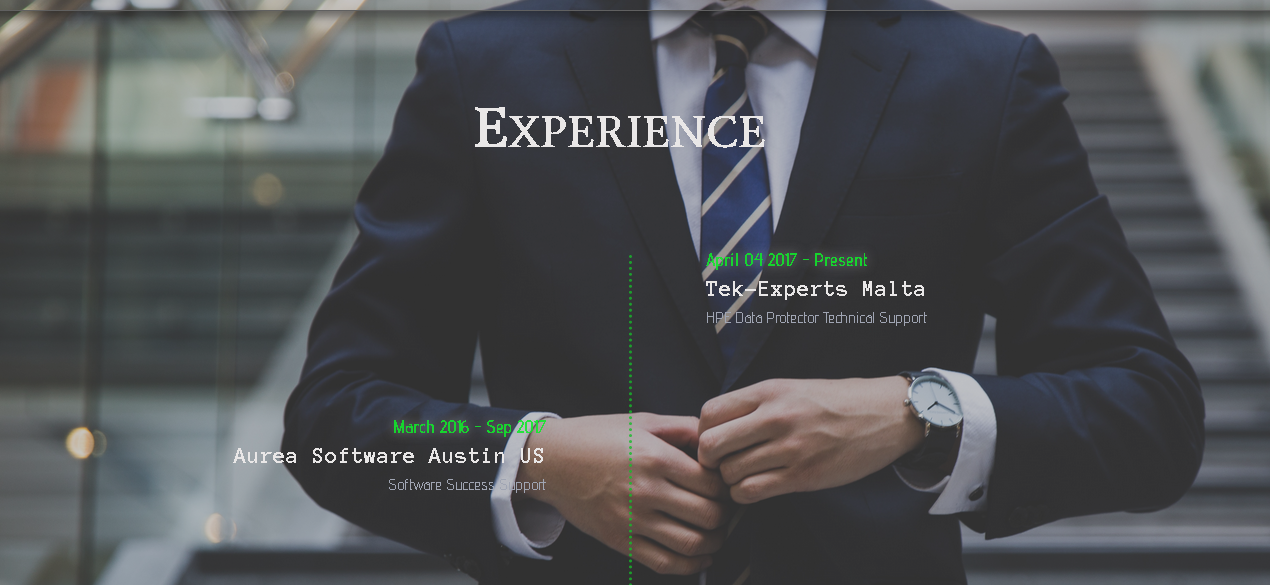 Experience
April 04 2017 - Present
Tek-Experts Malta
HPE Data Protector Technical Support
March 2016 - Sep 2017
Aurea Software Austin US
Software Success Support